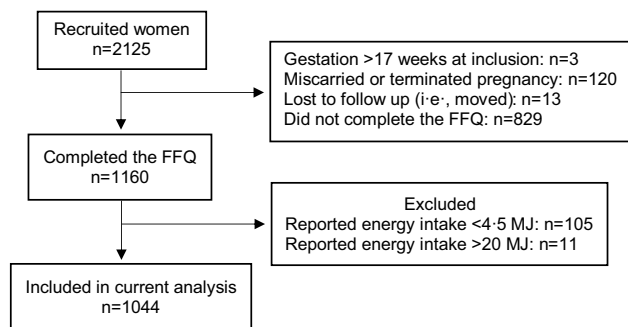 Recruited women
n=2125
Gestation >17 weeks at inclusion: n=3
Miscarried or terminated pregnancy: n=120
Lost to follow up (i·e·, moved): n=13
Did not complete the FFQ: n=829
Completed the FFQ
n=1160
Excluded
Reported energy intake <4·5 MJ: n=105
Reported energy intake >20 MJ: n=11
Included in current analysis
n=1044